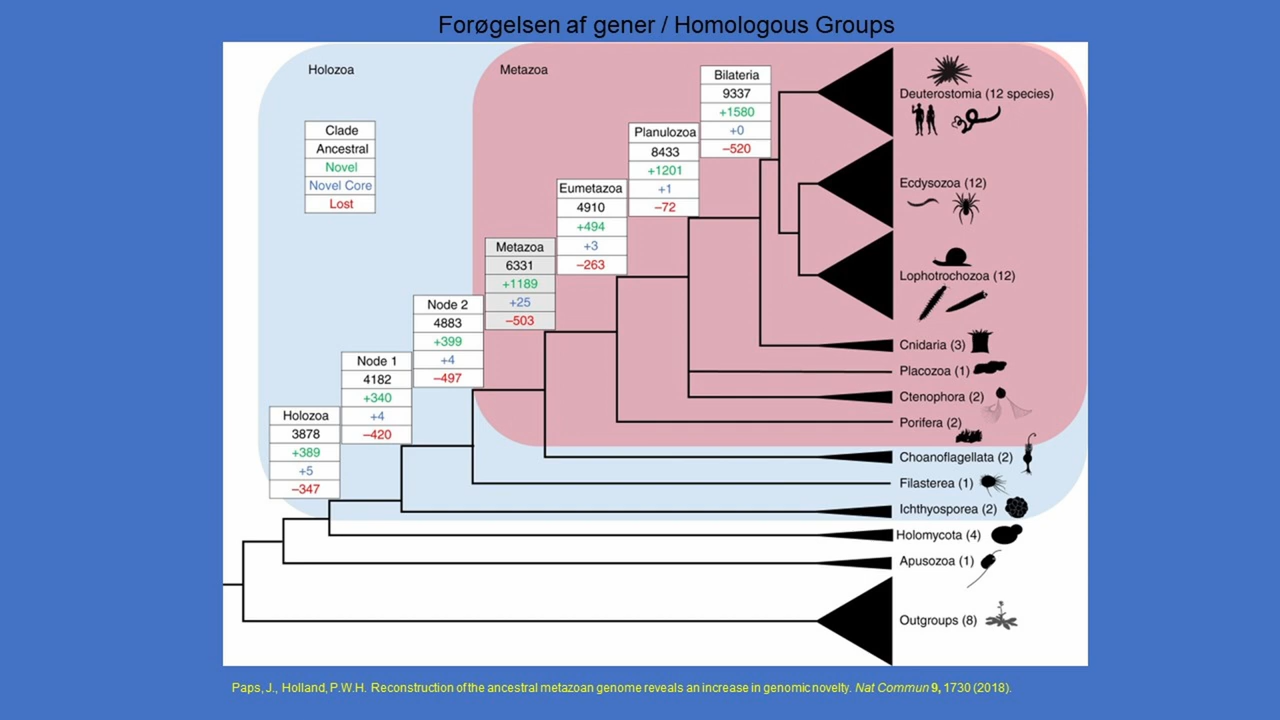 Forøgelsen af gener / Homologous Groups
Holozoa
Metazoa
Clade
Ancestral
Novel
Novel Core
Lost
Bilateria
9337
+1580
+0
–520
Planulozoa
8433
+1201
+1
–72
Eumetazoa
4910
+494
+3
–263
Metazoa
6331
+1189
+25
–503
Node 2
4883
+399
+4
–497
Node 1
4182
+340
+4
–420
Holozoa
3878
+389
+5
–347
Deuterostomia (12 species)
Ecdysozoa (12)
Lophotrochozoa (12)
Cnidaria (3)
Placozoa (1)
Ctenophora (2)
Porifera (2)
Choanoflagellata (2)
Filasterea (1)
Ichthyosporea (2)
Holomycota (4)
Apusozoa (1)
Outgroups (8)
Paps, J., Holland, P.W.H. Reconstruction of the ancestral metazoan genome reveals an increase in genomic novelty. Nat Commun 9, 1730 (2018).